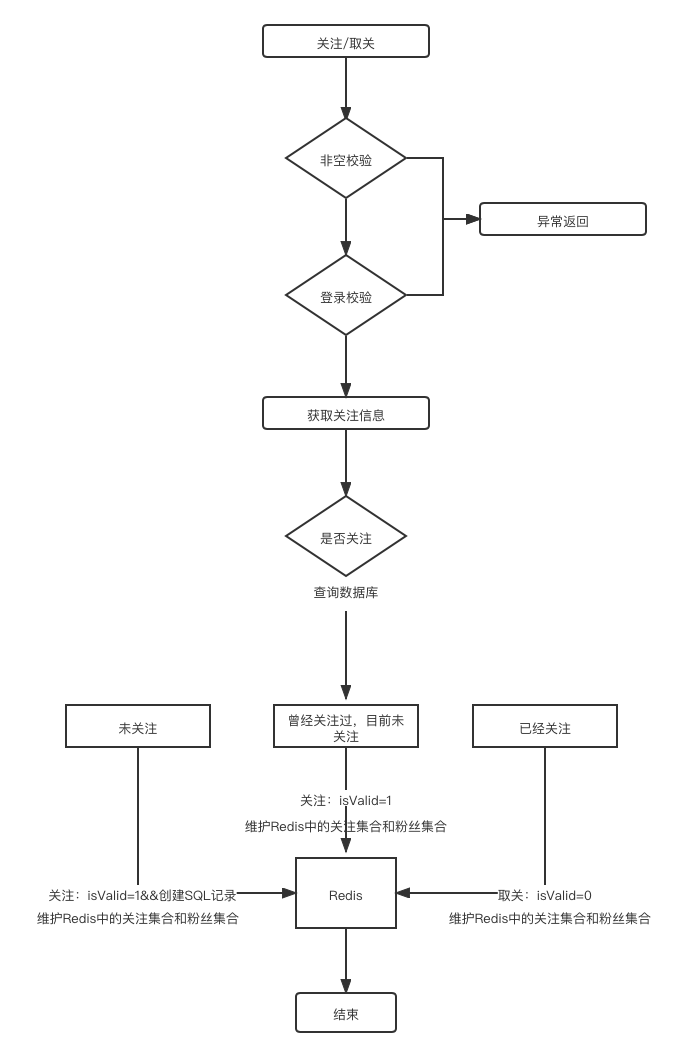 关注/取关
非空校验
异常返回
登录校验
获取关注信息
是否关注
查询数据库
未关注
曾经关注过，目前未
关注
已经关注
关注：isValid=1
维护Redis中的关注集合和粉丝集合
关注：isValid=1&&创建SQL记录
维护Redis中的关注集合和粉丝集合
Redis
取关：isValid=0
维护Redis中的关注集合和粉丝集合
结束